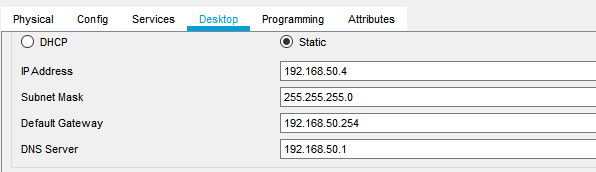 Physical Config Services Desktop Programming Attributes
DHCP Static
IP Address 192.168.50.4
Subnet Mask 255.255.255.0
Default Gateway 192.168.50.254
DNS Server 192.168.50.1